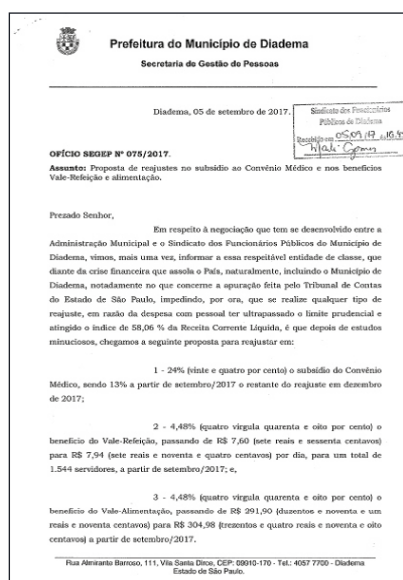 Prefeitura do Município de Diadema
Secretaria de Gestão de Pessoas
Diadema, 05 de setembro de 2017.
Sindicato dos Funcionários
Públicos de Diadema
Recebido em 05/09/17
Gomes
OFÍCIO SEGEP Nº 075/2017.
Assunto: Proposta de reajustes no subsídio ao Convênio Médico e nos benefícios
Vale-Refeição e alimentação.
Prezado Senhor,
Em respeito à negociação que tem se desenvolvido entre a
Administração Municipal e o Sindicato dos Funcionários Públicos do Município de
Diadema, vimos, mais uma vez, informar a essa respeitável entidade de classe, que
diante da crise financeira que assola o País, naturalmente, incluindo o Município de
Diadema, notadamente no que concerne a apuração feita pelo Tribunal de Contas
do Estado de São Paulo, impedindo, por ora, que se realize qualquer tipo de
reajuste, em razão da despesa com pessoal ter ultrapassado o limite prudencial e
atingido o índice de 58,06 % da Receita Corrente Líquida, é que depois de estudos
minuciosos, chegamos a seguinte proposta para reajustar em:
1 - 24% (vinte e quatro por cento) o subsídio do Convênio
Médico, sendo 13% a partir de setembro/2017 o restante do reajuste em dezembro
de 2017;
2 - 4,48% (quatro vírgula quarenta e oito por cento) o
benefício do Vale-Refeição, passando de R$ 7,60 (sete reais e sessenta centavos)
para R$ 7,94 (sete reais e noventa e quatro centavos) por dia, para um total de
1.544 servidores, a partir de setembro/2017; e,
3 - 4,48% (quatro vírgula quarenta e oito por cento) o
benefício do Vale-Alimentação, passando de R$ 291,90 (duzentos e noventa e um
reais e noventa centavos) para R$ 304,98 (trezentos e quatro reais e noventa e oito
centavos) a partir de setembro/2017.
Rua Almirante Barroso, 111, Vila Santa Dirce, CEP: 09910-170 - Tel.: 4057 7700 - Diadema
Estado de São Paulo.